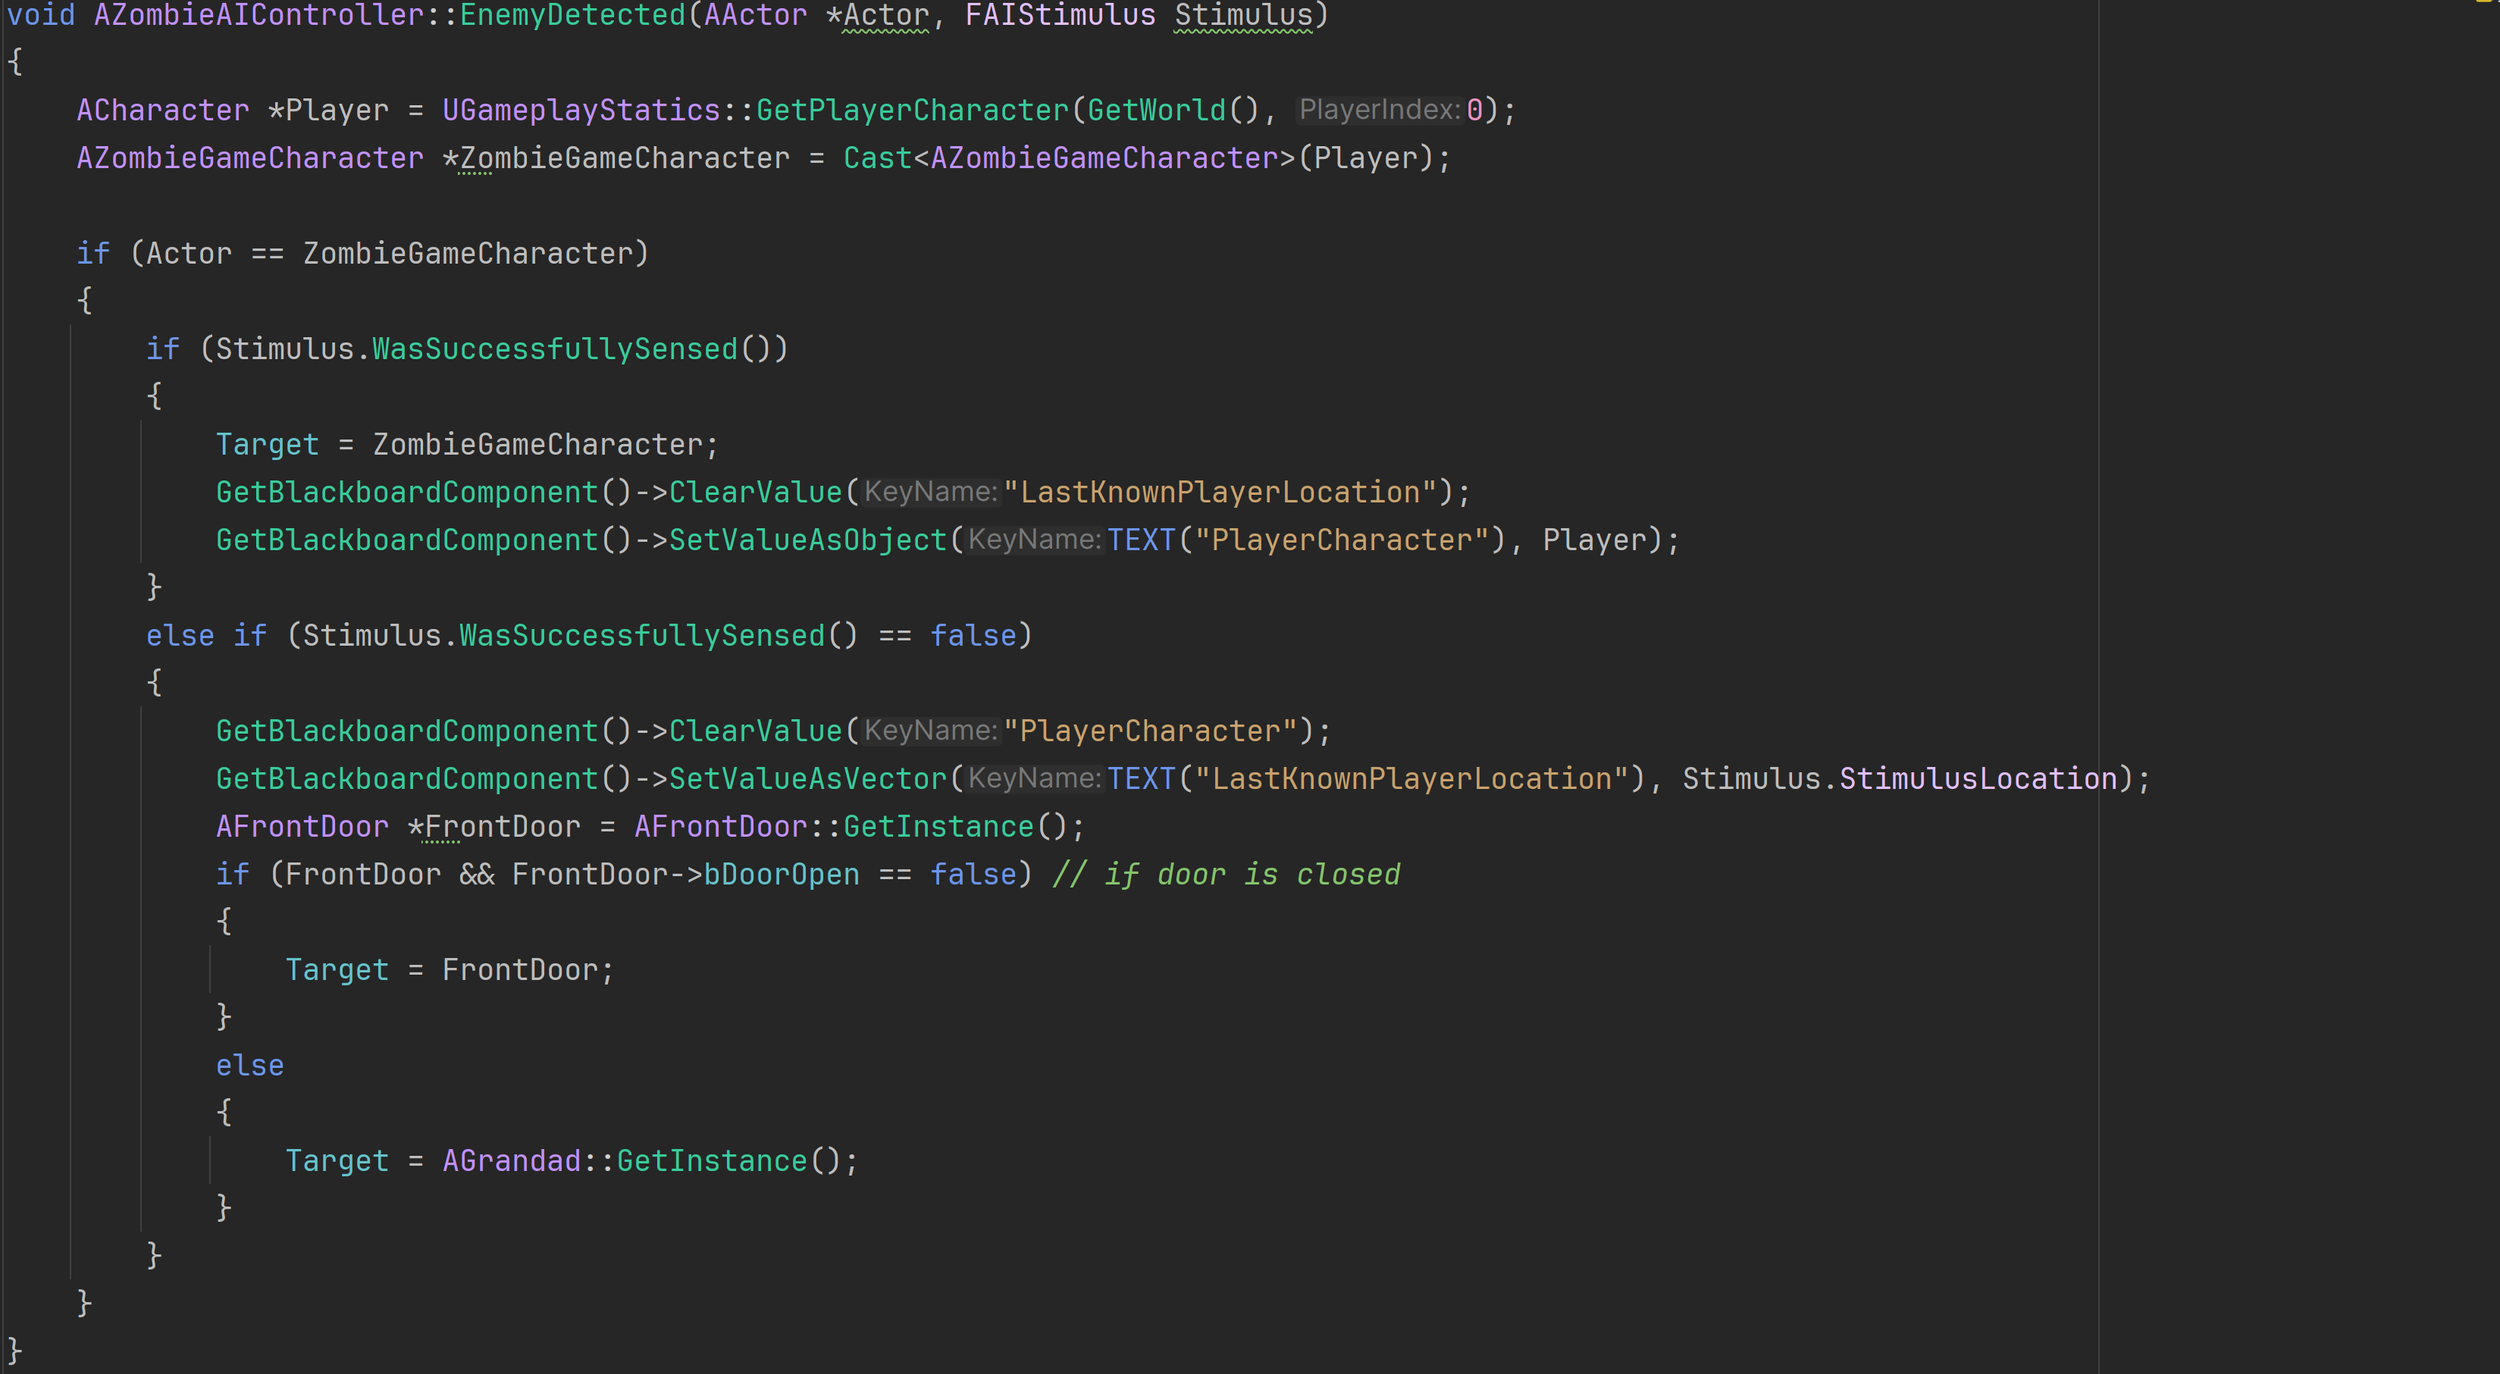 void AZombieAIController::EnemyDetected(AActor *Actor, FAIStimulus Stimulus)
{
    ACharacter *Player = UGameplayStatics::GetPlayerCharacter(GetWorld(), PlayerIndex:0);
    AZombieGameCharacter *ZombieGameCharacter = Cast<AZombieGameCharacter>(Player);

    if (Actor == ZombieGameCharacter)
    {
        if (Stimulus.WasSuccessfullySensed())
        {
            Target = ZombieGameCharacter;
            GetBlackboardComponent()->ClearValue(KeyName:"LastKnownPlayerLocation");
            GetBlackboardComponent()->SetValueAsObject(KeyName:TEXT("PlayerCharacter"), Player);
        }
        else if (Stimulus.WasSuccessfullySensed() == false)
        {
            GetBlackboardComponent()->ClearValue(KeyName:"PlayerCharacter");
            GetBlackboardComponent()->SetValueAsVector(KeyName:TEXT("LastKnownPlayerLocation"), Stimulus.StimulusLocation);
            AFrontDoor *FrontDoor = AFrontDoor::GetInstance();
            if (FrontDoor && FrontDoor->bDoorOpen == false) // if door is closed
            {
                Target = FrontDoor;
            }
            else
            {
                Target = AGrandad::GetInstance();
            }
        }
    }
}